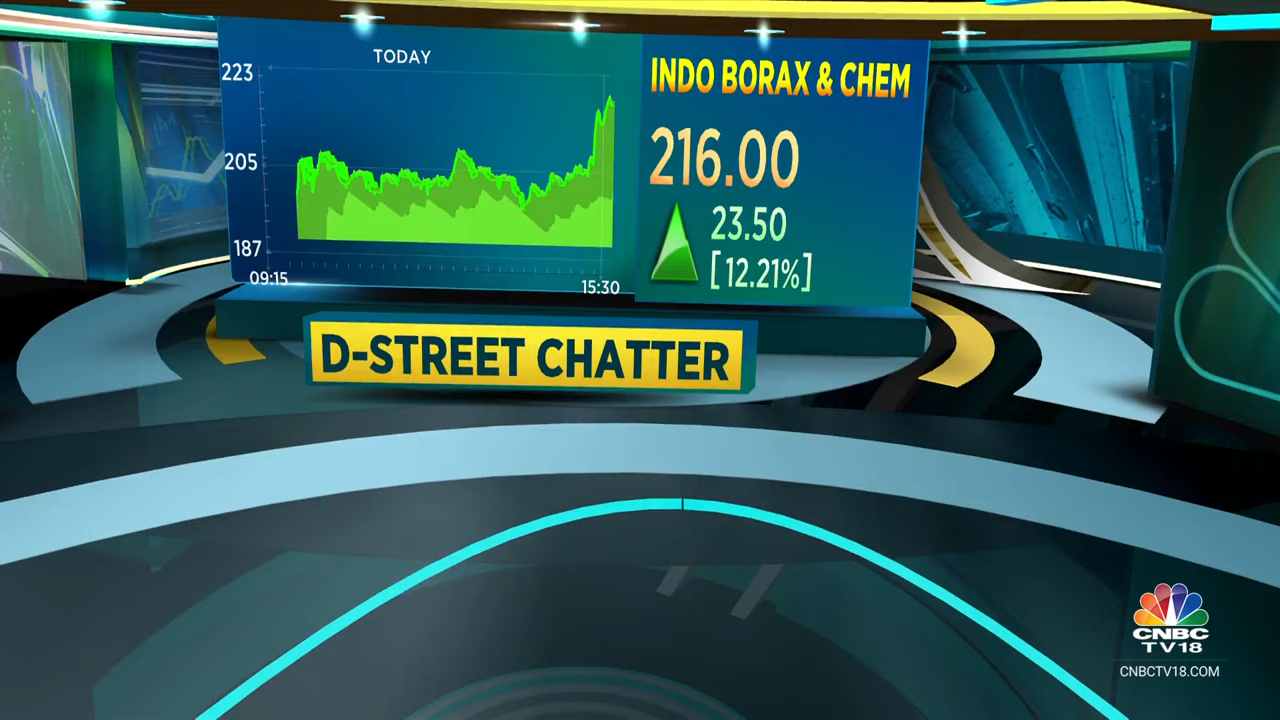 TODAY
223
205
187
09:15
15:30
INDO BORAX & CHEM
216.00
23.50
[12.21%]
D-STREET CHATTER
CNBC
TV18
CNBCTV18.COM